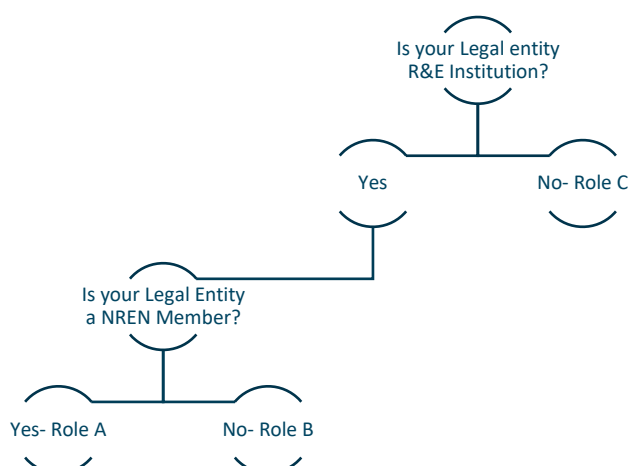 Is your Legal entity
R&E Institution?
Yes
No- Role C
Is your Legal Entity
a NREN Member?
Yes- Role A
No- Role B